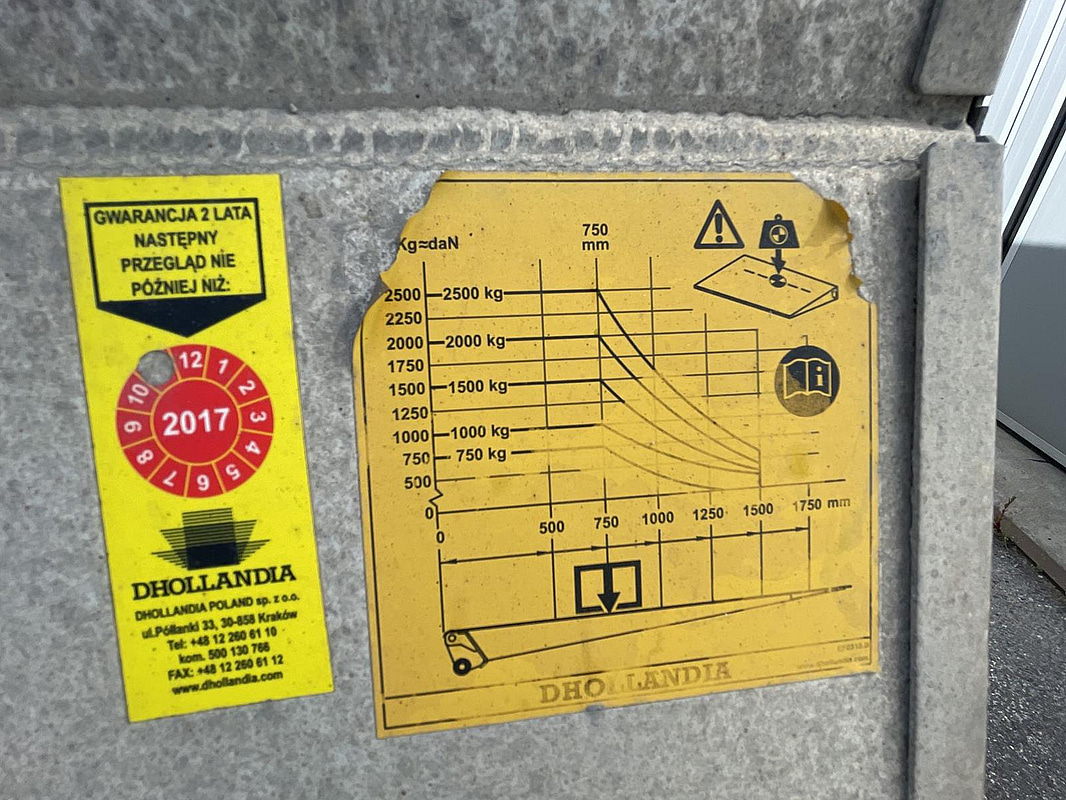 GWARANCJA 2 LATA
NASTĘPNY
PRZEGLĄD NIE
PÓŹNIEJ NIŻ:
12 1 2 3 4 5 6 7 8 9 10
2017
DHOLLANDIA
DHOLLANDIA POLAND sp. z o.o.
ul.Półłanki 33, 30-858 Kraków
Tel: +48 12 260 61 10
kom. 500 130 766
FAX: +48 12 260 61 12
www.dhollandia.com
Kg≈daN
750
mm
2500 2500 kg
2250
2000 2000 kg
1750
1500 1500 kg
1250
1000 1000 kg
750 750 kg
500
0
0 500 750 1000 1250 1500 1750 mm
i
www.dhollandia.com
DHOLLANDIA